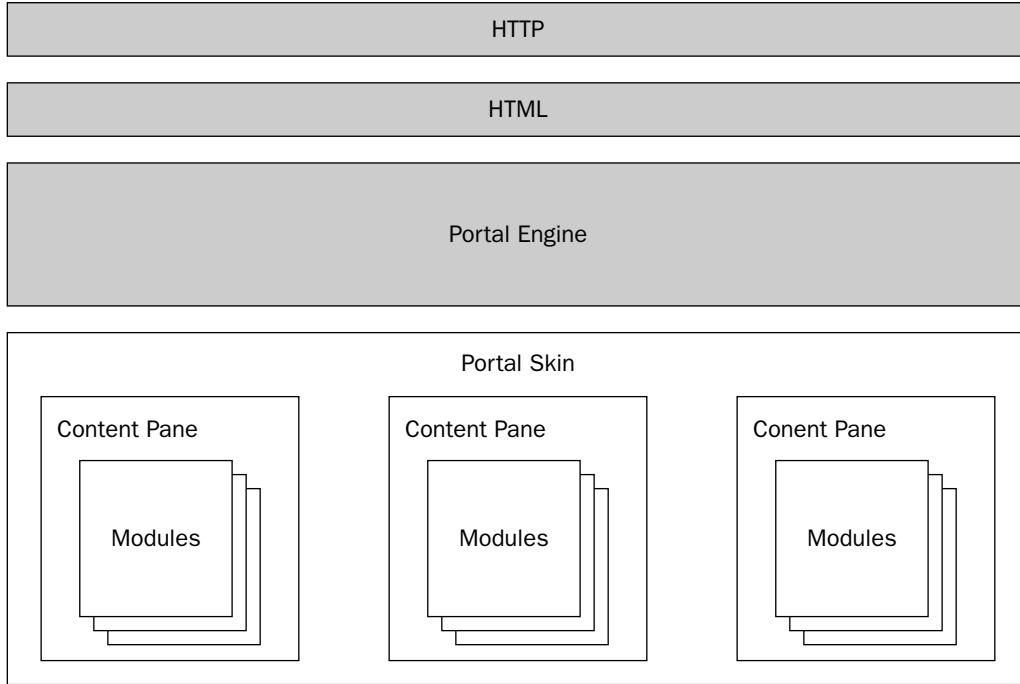 HTTP
HTML
Portal Engine
Portal Skin
Content Pane
Content Pane
Conent Pane
Modules
Modules
Modules